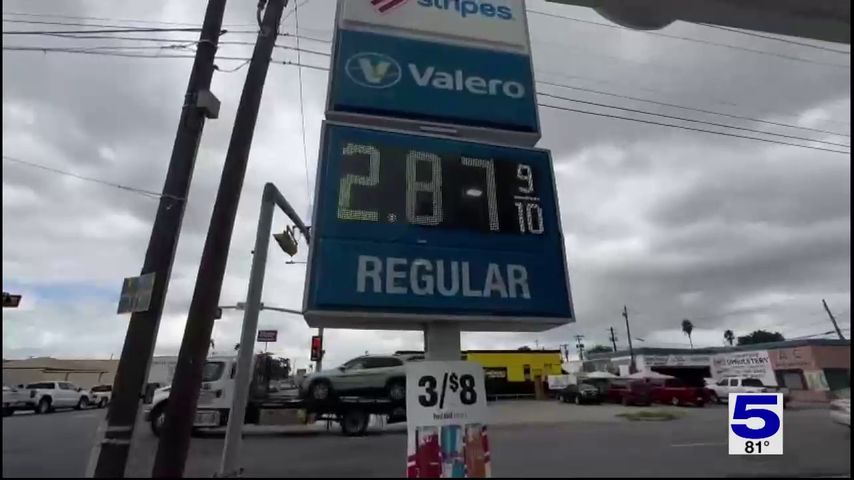 stripes
Valero
2.87 9/10
REGULAR
3/$8
UPHOLSTERY
5
81°